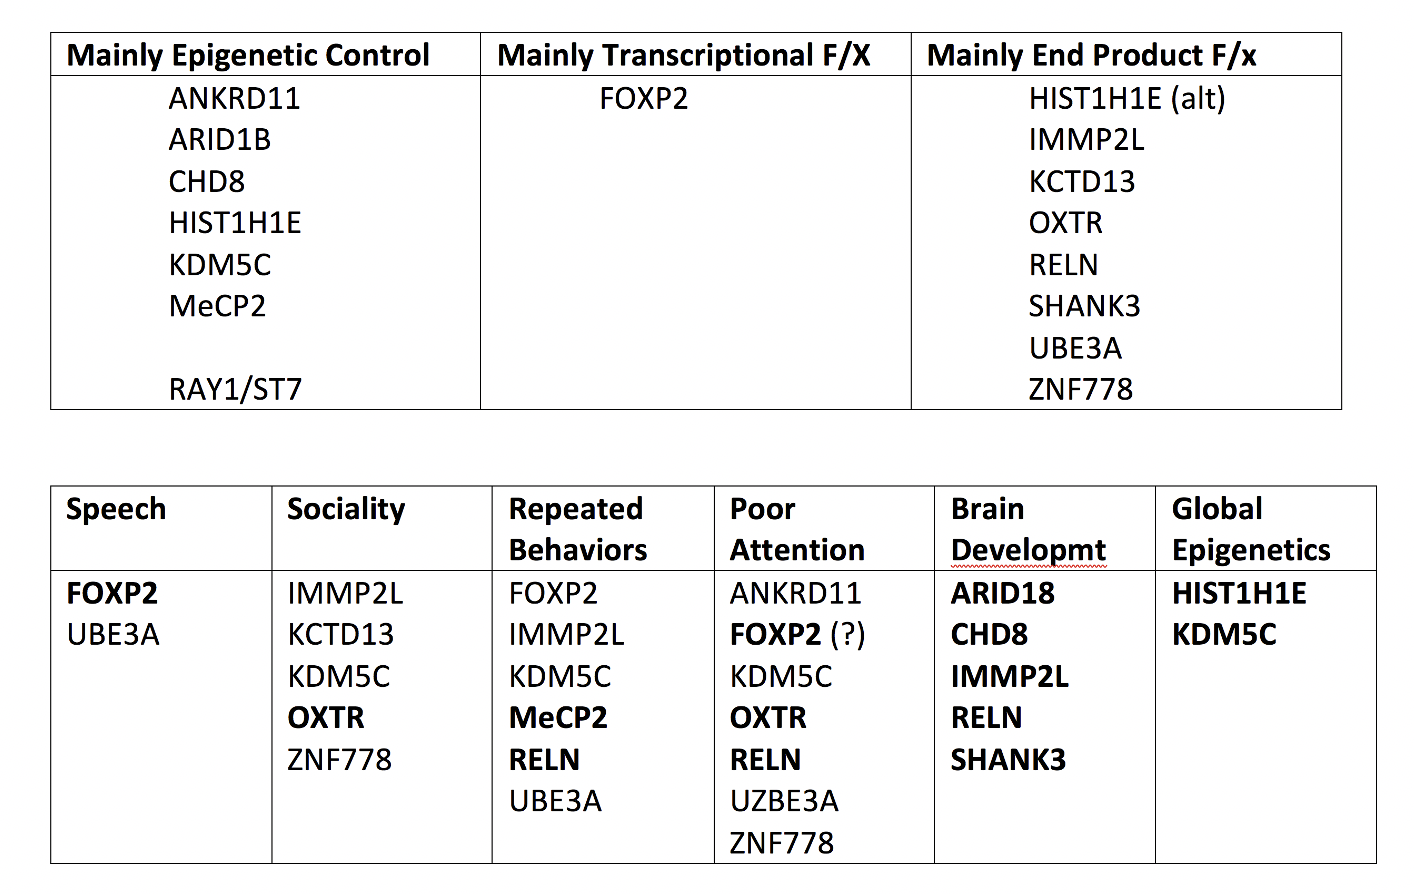 Mainly Epigenetic Control Mainly Transcriptional F/X Mainly End Product F/x
ANKRD11 FOXP2 HIST1H1E (alt)
ARID1B IMMP2L
CHD8 KCTD13
HIST1H1E OXTR
KDM5C RELN
MeCP2 SHANK3
UBE3A
RAY1/ST7 ZNF778
Speech Sociality Repeated Poor Brain Global
Behaviors Attention Developmt Epigenetics
FOXP2 IMMP2L FOXP2 ANKRD11 ARID18 HIST1H1E
UBE3A KCTD13 IMMP2L FOXP2 (?) CHD8 KDM5C
KDM5C KDM5C KDM5C IMMP2L
OXTR MeCP2 OXTR RELN
ZNF778 RELN RELN SHANK3
UBE3A UZBE3A
ZNF778